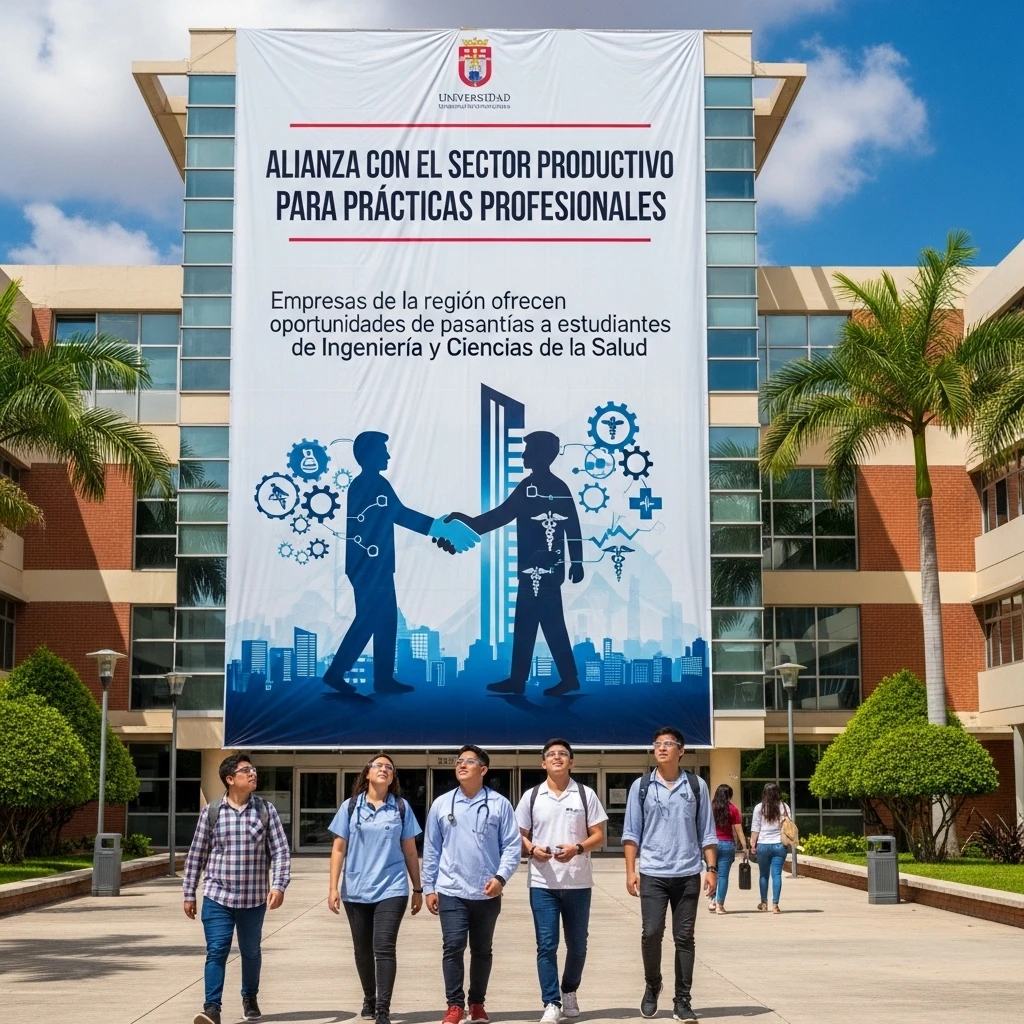 UNIVERSIDAD
ALIANZA CON EL SECTOR PRODUCTIVO
PARA PRÁCTICAS PROFESIONALES
Empresas de la región ofrecen
oportunidades de pasantías a estudiantes
de Ingeniería y Ciencias de la Salud